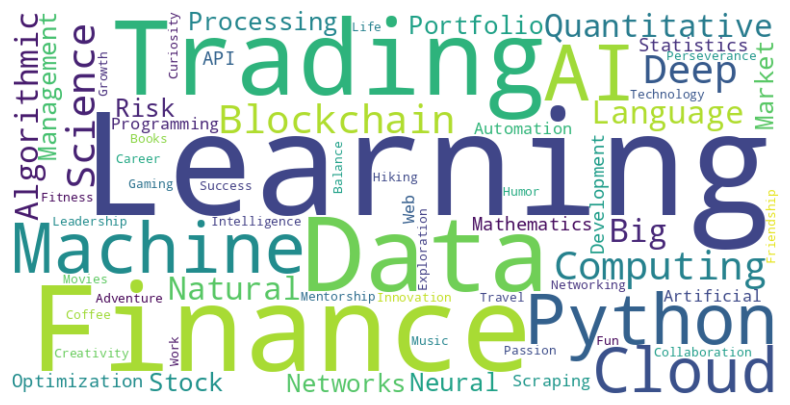 Trading
Processing
Life
Portfolio
Quantitative
Algorithmic
Management
Science
Growth
Curiosity
API
AI
Statistics
Perseverance
Deep
Technology
Market
Risk
Programming
Blockchain
Language
Automation
Books
Career
Learning
Gaming
Success
Balance
Hiking
Humor
Fitness
Leadership
Intelligence
Web
Exploration
Mathematics
Development
Big
Friendship
Machine
Data
Computing
Movies
Natural
Adventure
Mentorship
Innovation
Travel
Networking
Artificial
Coffee
Finance
Python
Creativity
Work
Music
Passion
Fun
Collaboration
Cloud
Optimization
Stock
Networks
Neural
Scraping